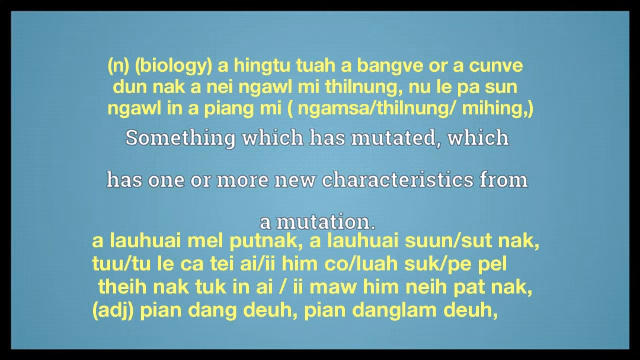 (n) (biology) a hingtu tuah a bangve or a cunve
dun nak a nei ngawl mi thilnung, nu le pa sun
ngawl in a piang mi ( ngamsa/thilnung/ mihing,)
Something which has mutated, which
has one or more new characteristics from
a mutation.
a lauhuai mel putnak, a lauhuai suun/sut nak,
tuu/tu le ca tei ai/ii him co/luah suk/pe pel
theih nak tuk in ai / ii maw him neih pat nak,
(adj) pian dang deuh, pian danglam deuh,